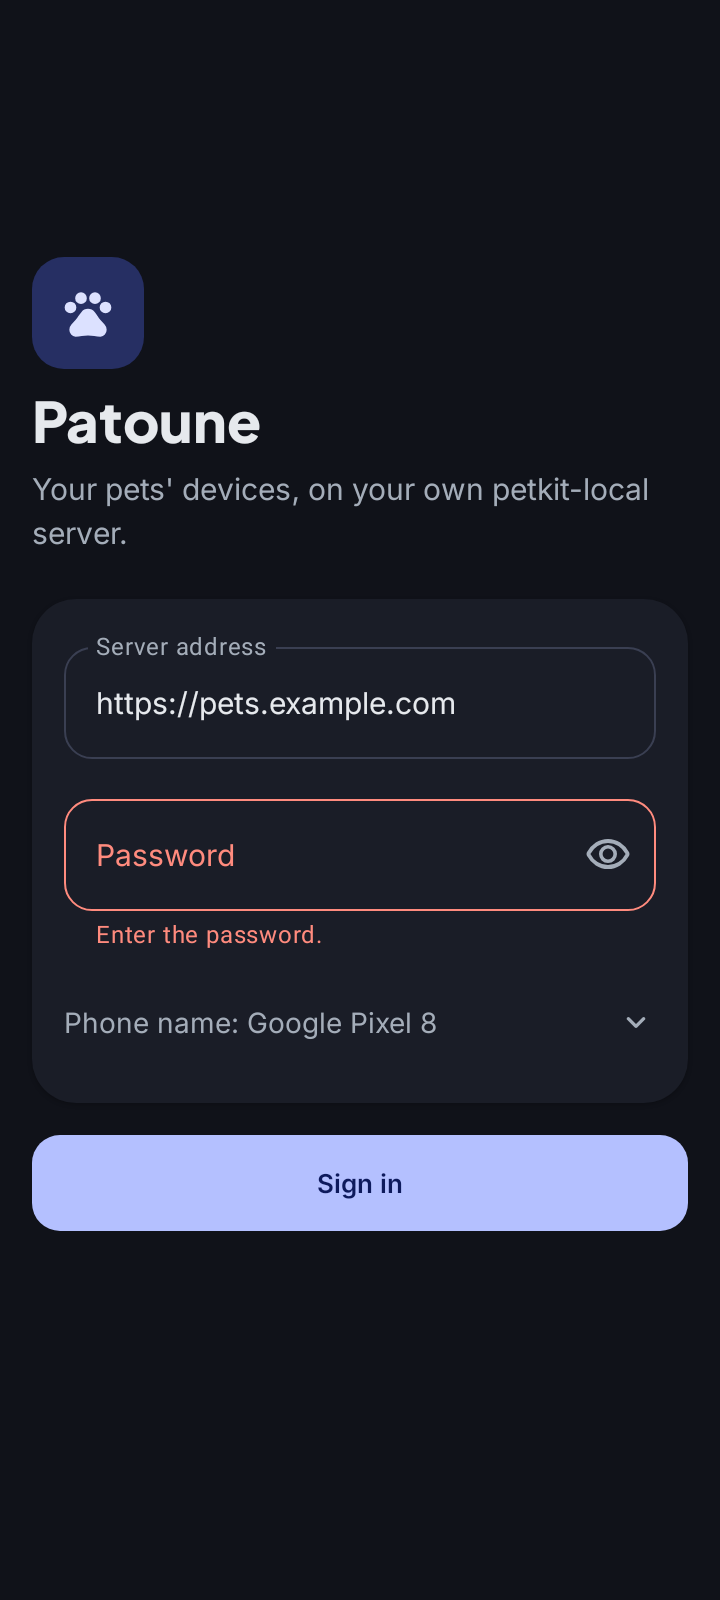 Patoune
Your pets' devices, on your own petkit-local
server.
Server address
https://pets.example.com
Password
Enter the password.
Phone name: Google Pixel 8
Sign in